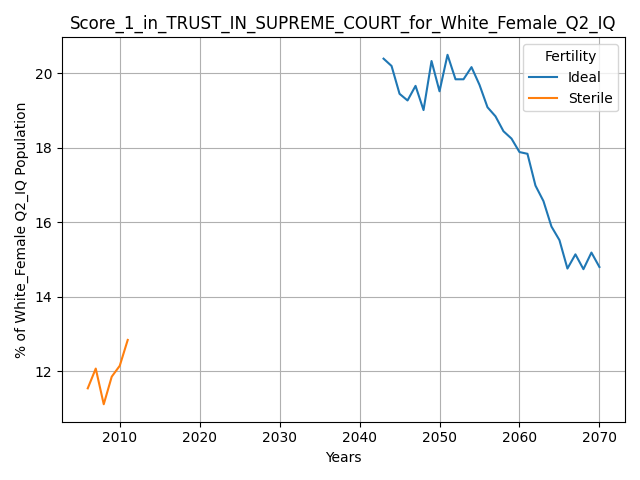 Score_1_in_TRUST_IN_SUPREME_COURT_for_White_Female_Q2_IQ
% of White_Female Q2_IQ Population
20
18
16
14
12
Fertility
Ideal
Sterile
2010 2020 2030 2040 2050 2060 2070
Years